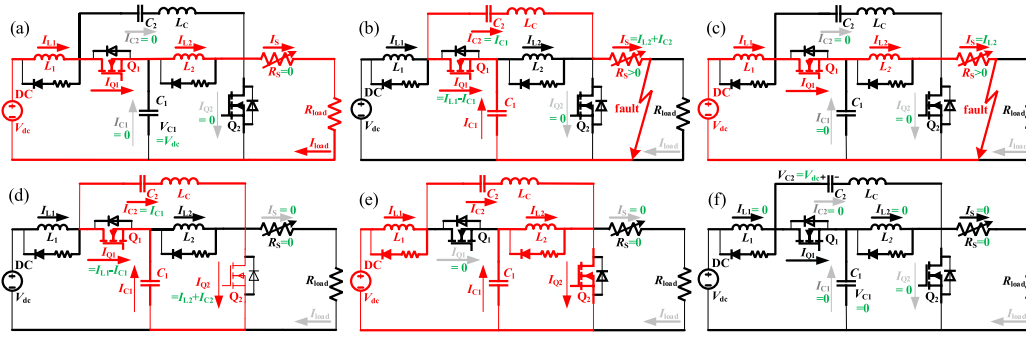 (a)
C2
LC
IC2 = 0
IL1
L1
Q1
IQ1
IL2
L2
IS
RS=0
DC
Vdc
IC1
= 0
C1
VC1
=Vdc
IQ2
= 0
Q2
Rload
Iload
(b)
C2
LC
IC2 = IC1
IL1
L1
Q1
IQ1
=IL1-IC1
IL2
L2
IS=IL2+IC2
RS>0
DC
Vdc
IC1
C1
IQ2
= 0
Q2
fault
Rload
Iload
(c)
C2
LC
IC2 = 0
IL1
L1
Q1
IQ1
IL2
L2
IS=IL2
RS>0
DC
Vdc
IC1
=0
C1
IQ2
= 0
Q2
fault
Rload
Iload
(d)
C2
LC
IC2 = IC1
IL1
L1
Q1
IQ1
=IL1-IC1
IL2
L2
IS = 0
RS=0
DC
Vdc
IC1
C1
IQ2
=IL2+IC2
Q2
Rload
Iload
(e)
C2
LC
IC2
IL1
L1
Q1
IQ1
= 0
IL2
L2
IS = 0
RS=0
DC
Vdc
IC1
C1
IQ2
Q2
Rload
Iload
(f)
VC2=Vdc + −
C2
LC
IC2= 0
IL1= 0
L1
Q1
IQ1
IL2= 0
L2
IS = 0
RS=0
DC
Vdc
IC1
=0
C1
VC1
=0
IQ2
= 0
Q2
Rload
Iload